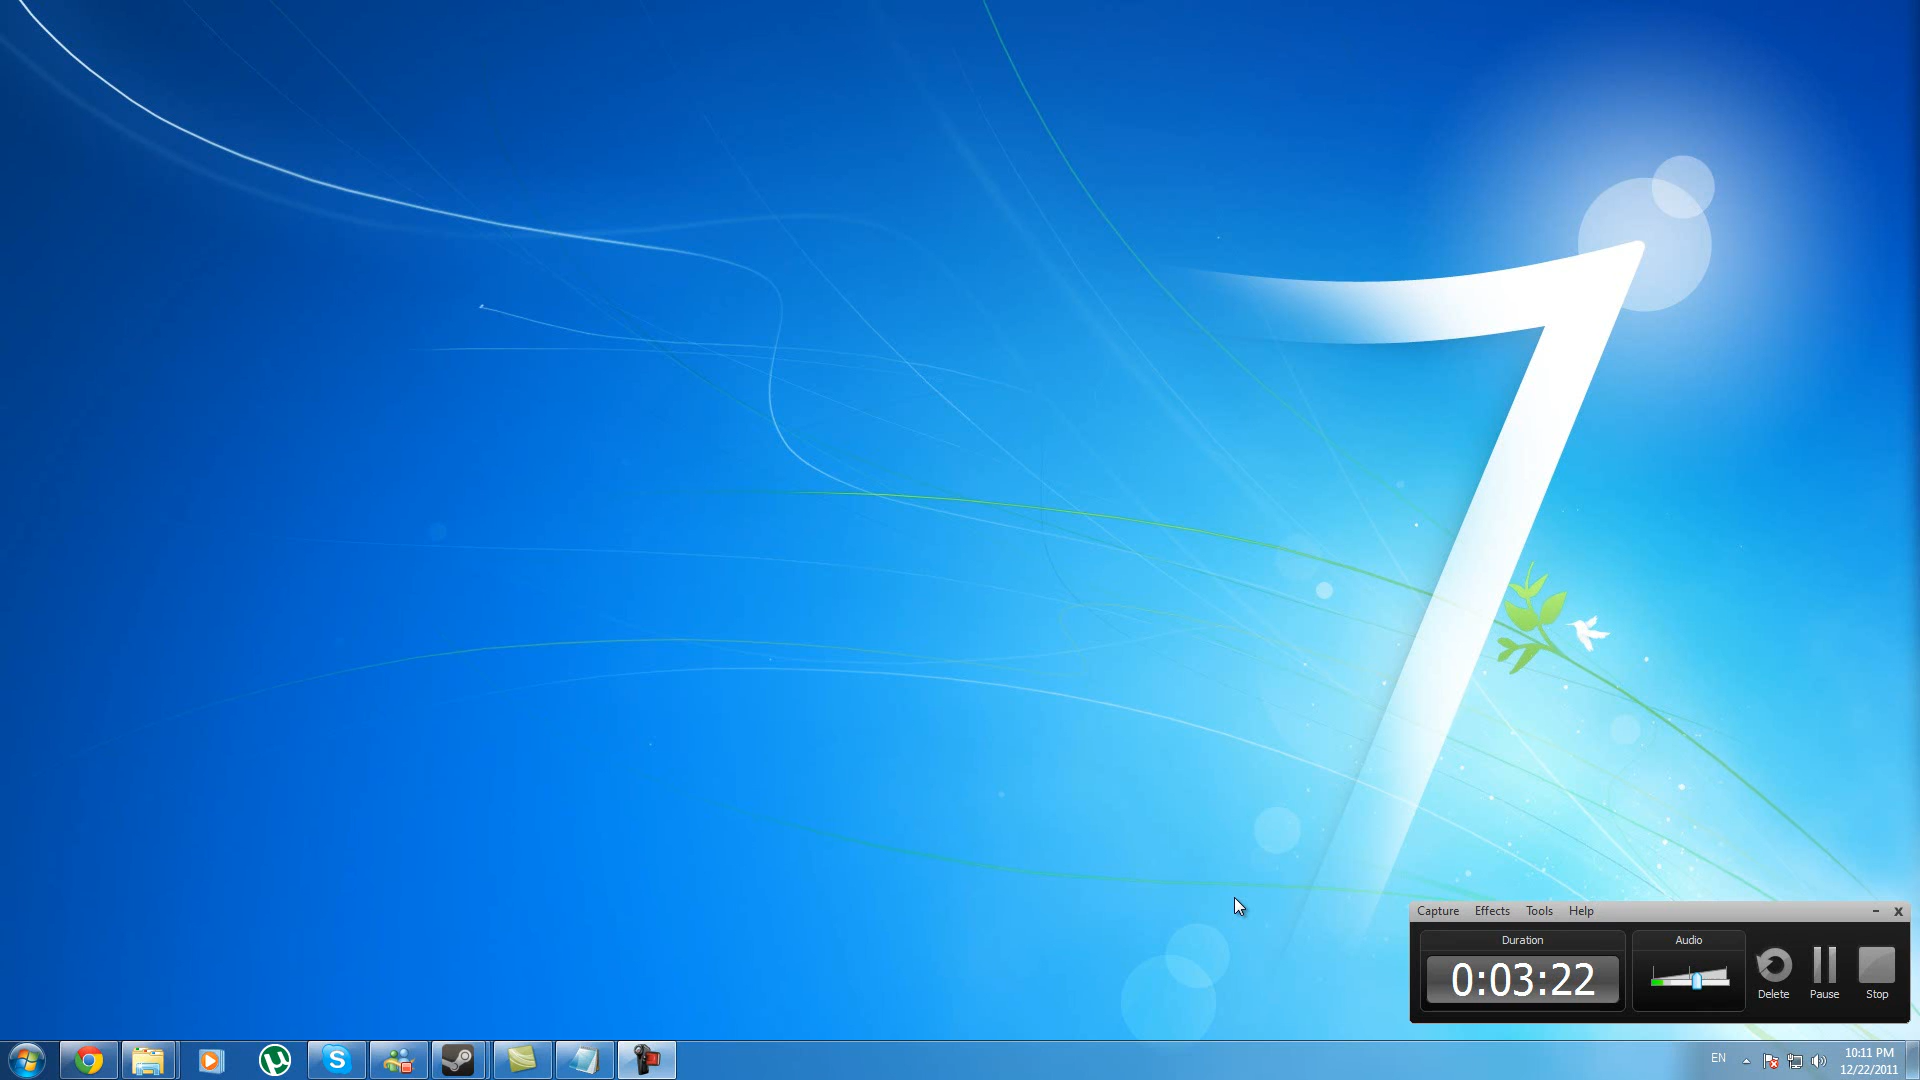 7
Capture Effects Tools Help
Duration
Audio
0:03:22
Delete Pause Stop
EN
10:11 PM
12/22/2011